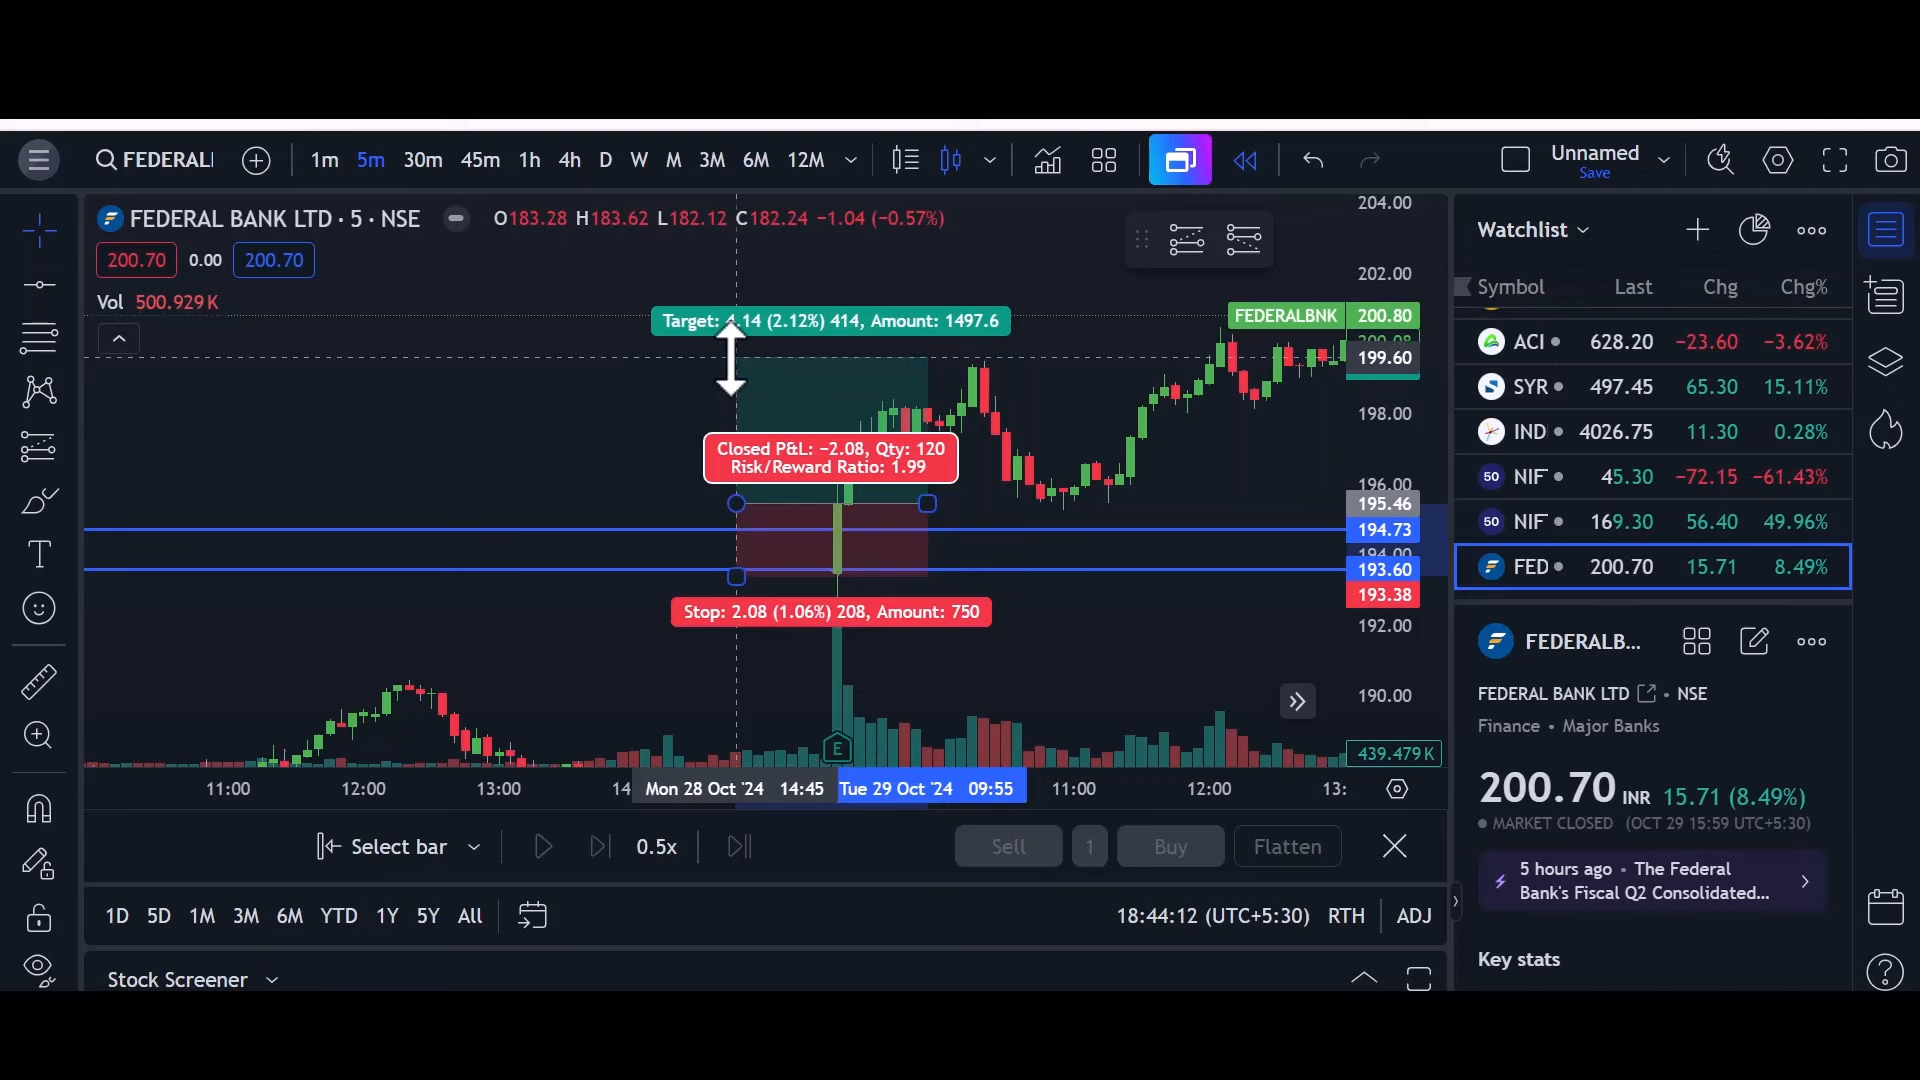 FEDERAL
1m 5m 30m 45m 1h 4h D W M 3M 6M 12M
Unnamed
Save
FEDERAL BANK LTD · 5 · NSE
O183.28 H183.62 L182.12 C182.24 −1.04 (−0.57%)
200.70 0.00 200.70
Vol 500.929K
Target: 4.14 (2.12%) 414, Amount: 1497.6
Closed P&L: −2.08, Qty: 120
Risk/Reward Ratio: 1.99
Stop: 2.08 (1.06%) 208, Amount: 750
E
204.00
202.00
FEDERALBNK 200.80
199.60
198.00
196.00
195.46
194.73
194.00
193.60
193.38
192.00
190.00
439.479K
11:00 12:00 13:00 14 Mon 28 Oct '24 14:45 Tue 29 Oct '24 09:55 11:00 12:00 13:
Select bar 0.5x Sell 1 Buy Flatten
1D 5D 1M 3M 6M YTD 1Y 5Y All
18:44:12 (UTC+5:30) RTH ADJ
Stock Screener
Watchlist
Symbol Last Chg Chg%
ACI 628.20 −23.60 −3.62%
SYR 497.45 65.30 15.11%
IND 4026.75 11.30 0.28%
50 NIF 45.30 −72.15 −61.43%
50 NIF 169.30 56.40 49.96%
FED 200.70 15.71 8.49%
FEDERALB...
FEDERAL BANK LTD • NSE
Finance • Major Banks
200.70 INR 15.71 (8.49%)
MARKET CLOSED (OCT 29 15:59 UTC+5:30)
5 hours ago • The Federal
Bank's Fiscal Q2 Consolidated...
Key stats